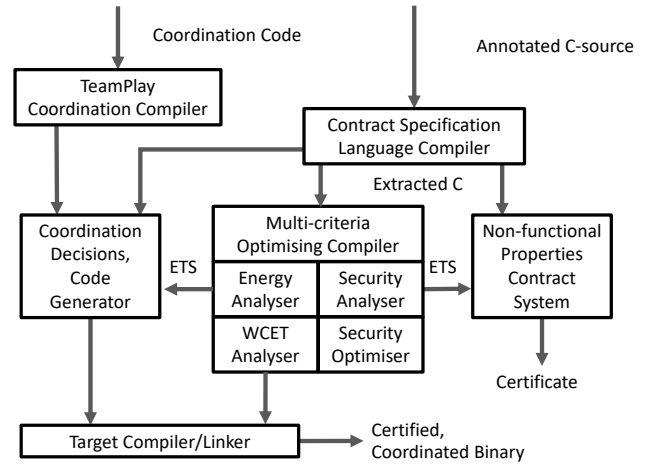 Coordination Code
Annotated C-source
TeamPlay
Coordination Compiler
Contract Specification
Language Compiler
Extracted C
Coordination
Decisions,
Code
Generator
ETS
Multi-criteria
Optimising Compiler
Energy
Analyser
Security
Analyser
WCET
Analyser
Security
Optimiser
ETS
Non-functional
Properties
Contract
System
Certificate
Target Compiler/Linker
Certified,
Coordinated Binary